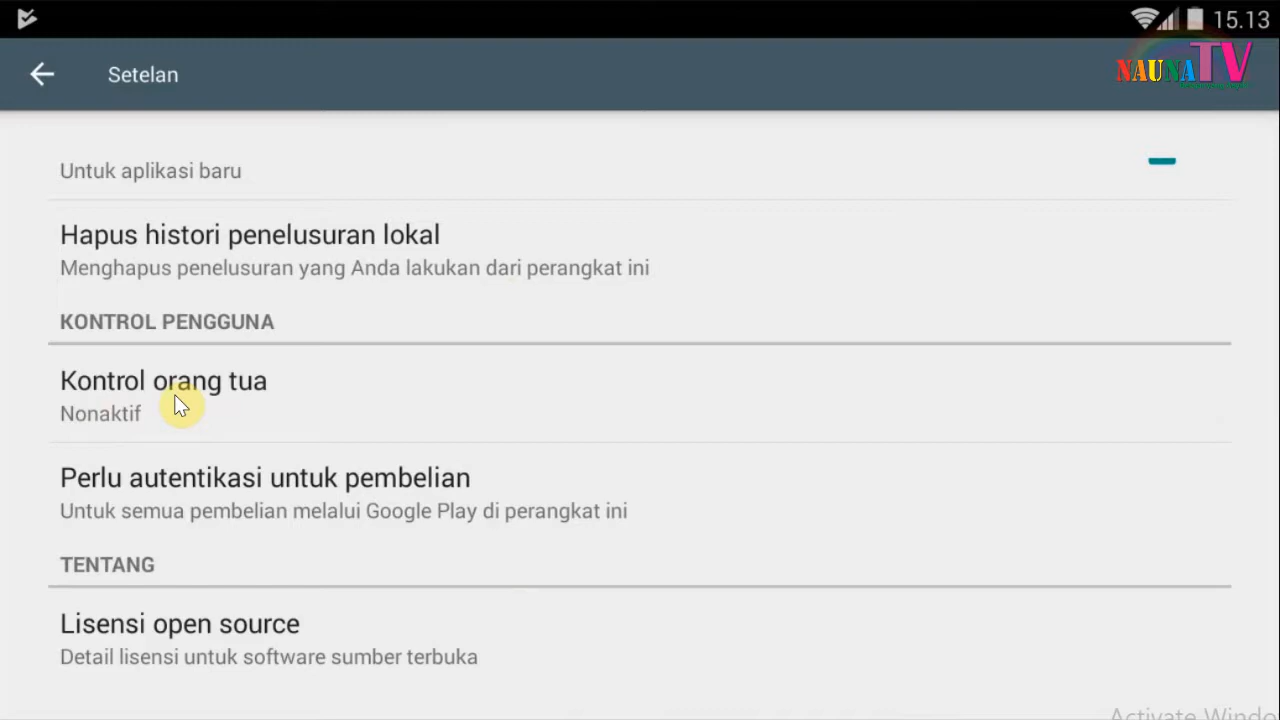 15.13
Setelan
NAUNATV
Untuk aplikasi baru
Hapus histori penelusuran lokal
Menghapus penelusuran yang Anda lakukan dari perangkat ini
KONTROL PENGGUNA
Kontrol orang tua
Nonaktif
Perlu autentikasi untuk pembelian
Untuk semua pembelian melalui Google Play di perangkat ini
TENTANG
Lisensi open source
Detail lisensi untuk software sumber terbuka
Activate Windo